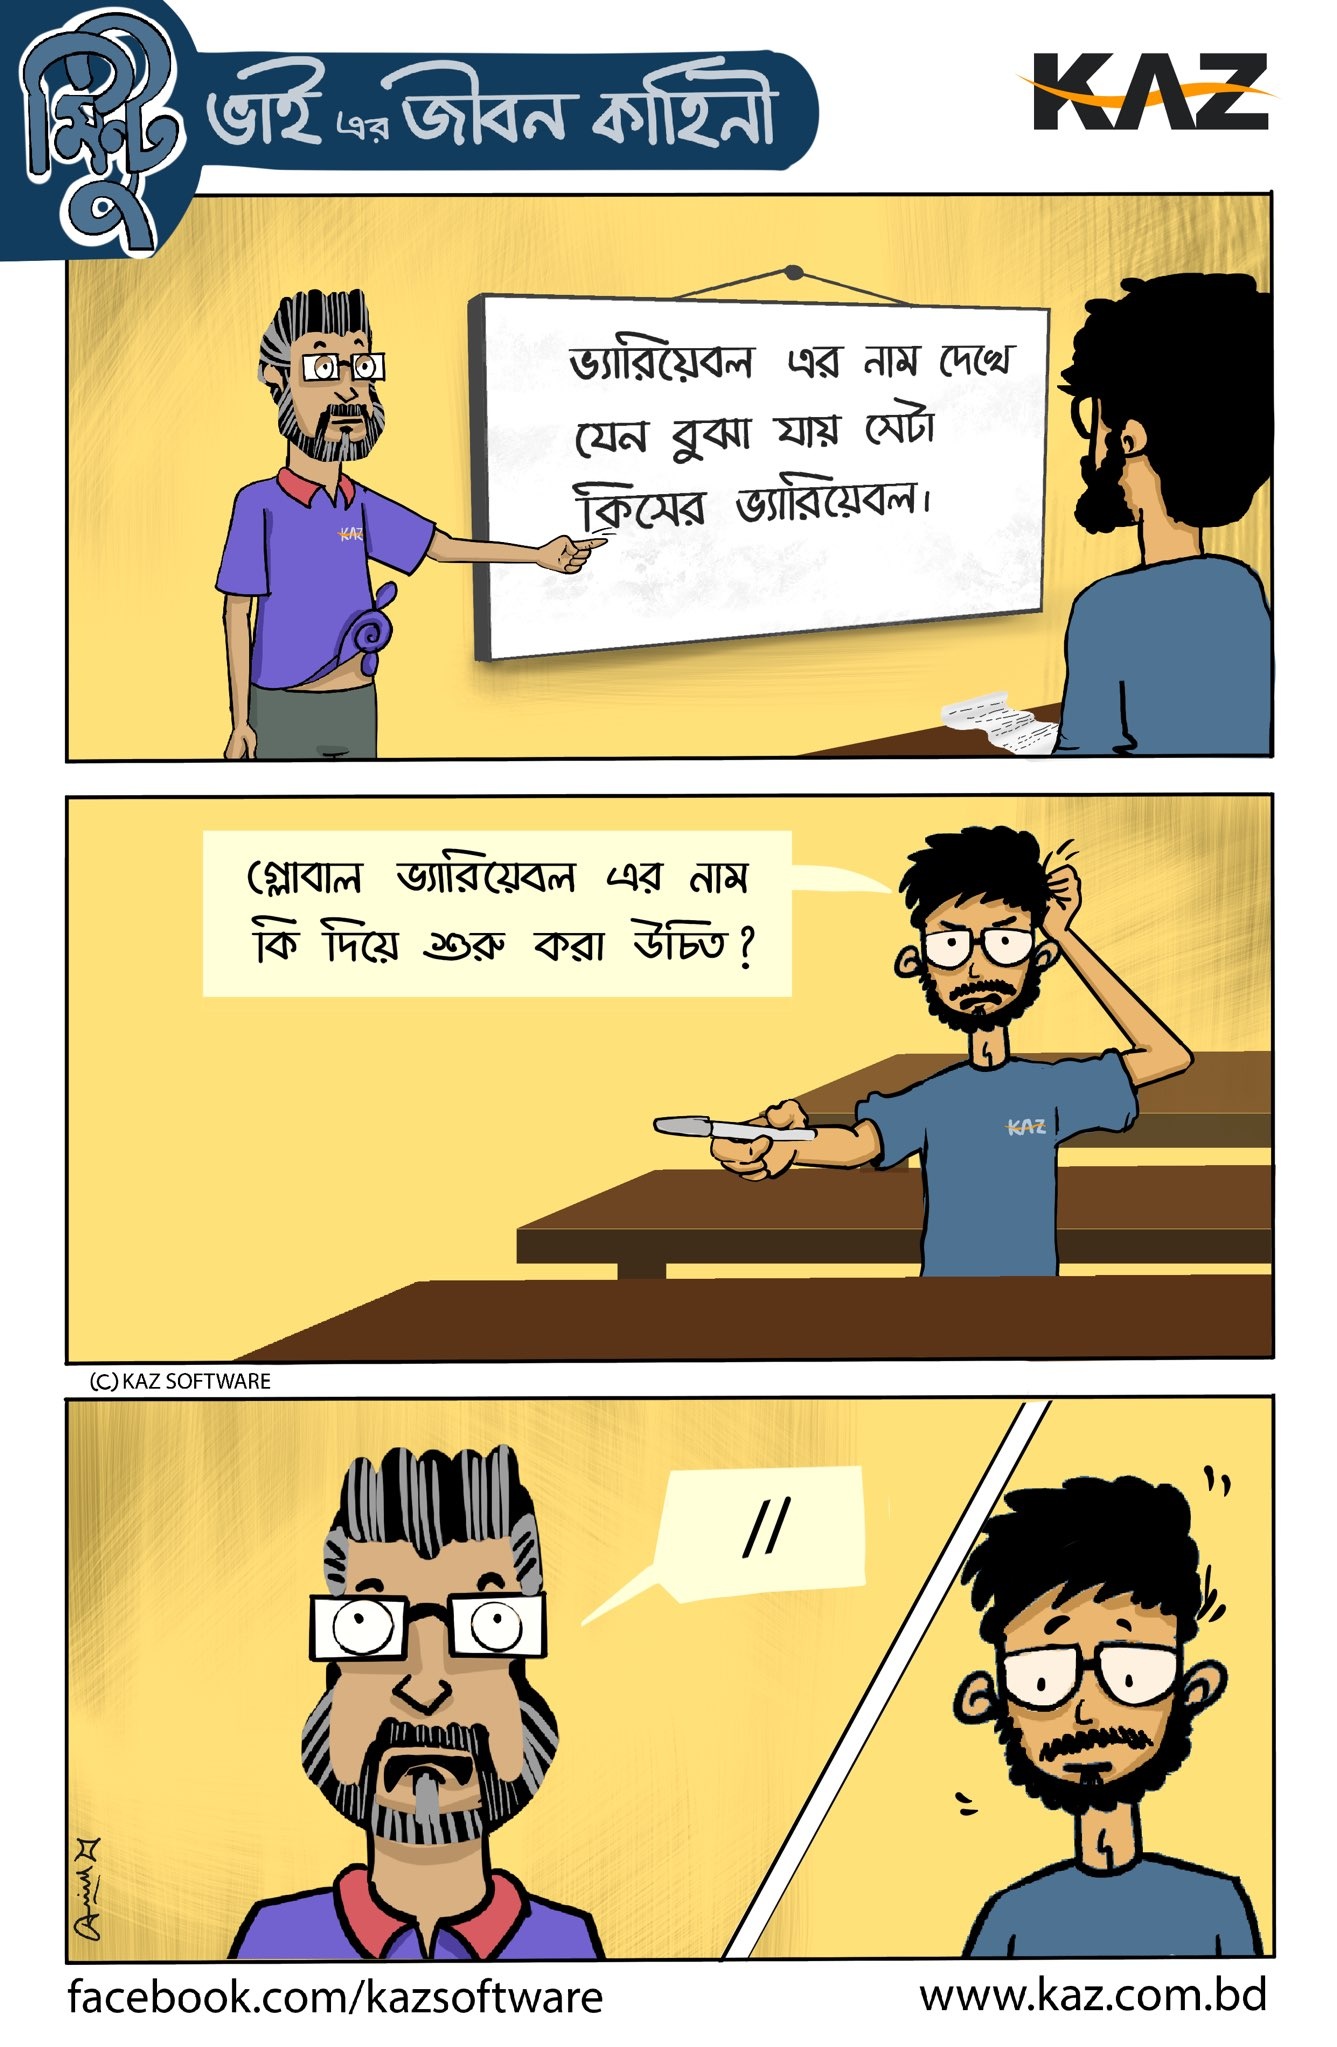 মিন্টু ভাই এর জীবন কাহিনী
KAZ
ভ্যারিয়েবল এর নাম দেখে
যেন বুঝা যায় সেটা
কিসের ভ্যারিয়েবল।
KAZ
গ্লোবাল ভ্যারিয়েবল এর নাম
কি দিয়ে শুরু করা উচিত?
KAZ
(C) KAZ SOFTWARE
//
facebook.com/kazsoftware
www.kaz.com.bd